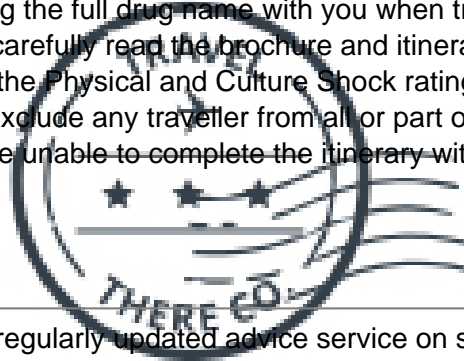 g the full drug name with you when tr
carefully read the brochure and itinera
the Physical and Culture Shock rating
xclude any traveller from all or part o
e unable to complete the itinerary wit
TRAVEL
THERE CO.
regularly updated advice service on s